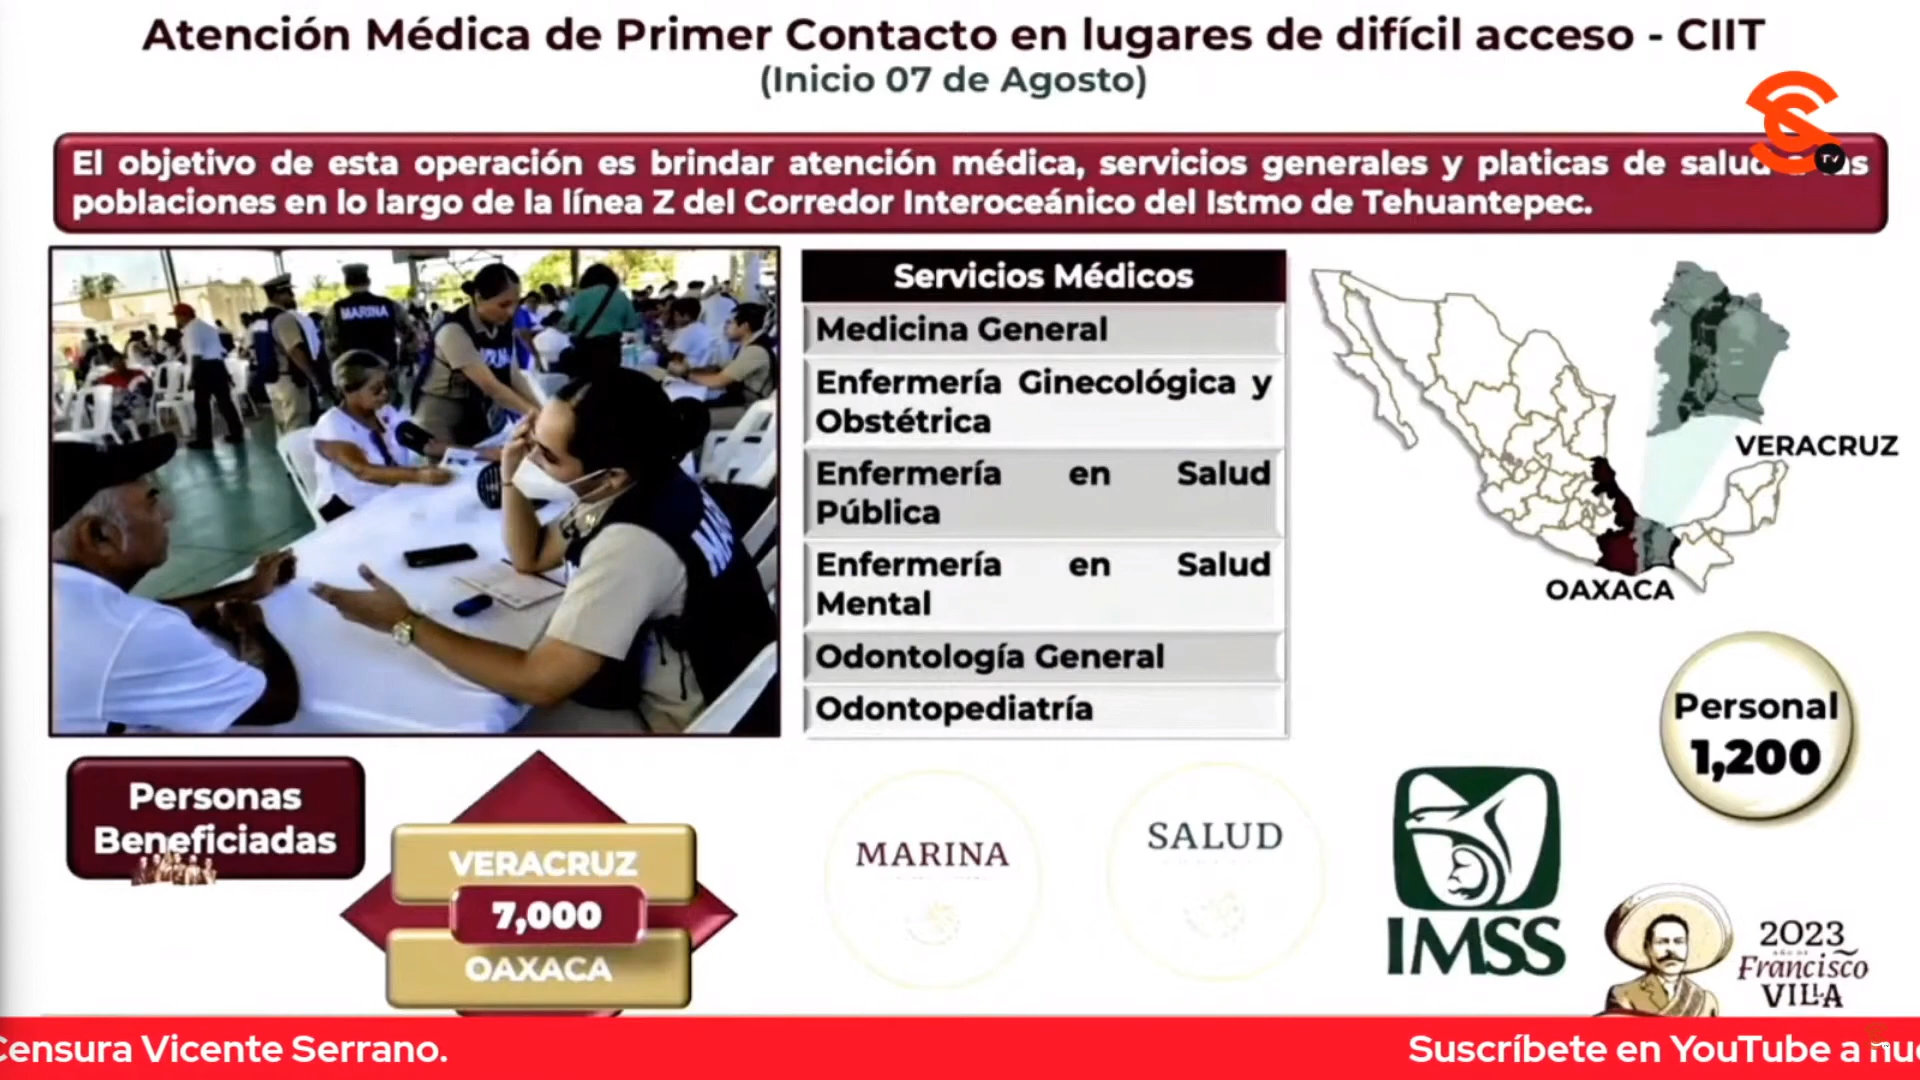 Atención Médica de Primer Contacto en lugares de difícil acceso - CIIT
(Inicio 07 de Agosto)
El objetivo de esta operación es brindar atención médica, servicios generales y platicas de salud
poblaciones en lo largo de la línea Z del Corredor Interoceánico del Istmo de Tehuantepec.
TV
MARINA
Servicios Médicos
Medicina General
Enfermería Ginecológica y
Obstétrica
Enfermería en Salud
Pública
Enfermería en Salud
Mental
Odontología General
Odontopediatría
VERACRUZ
OAXACA
Personal
1,200
Personas
Beneficiadas
VERACRUZ
7,000
OAXACA
MARINA
SALUD
IMSS
2023
Francisco
VILLA
Censura Vicente Serrano.
Suscríbete en YouTube a nue